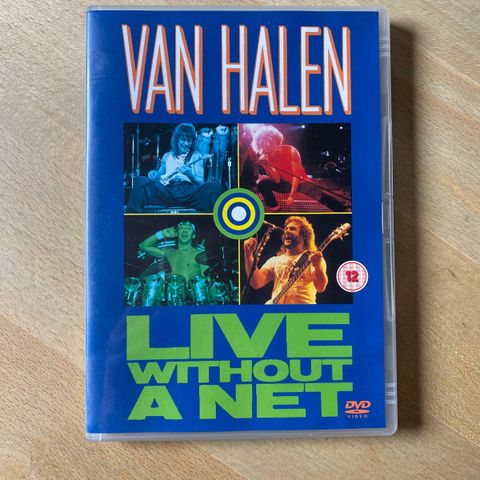 VAN HALEN
12
LIVE
WITHOUT
A NET
DVD
VIDEO